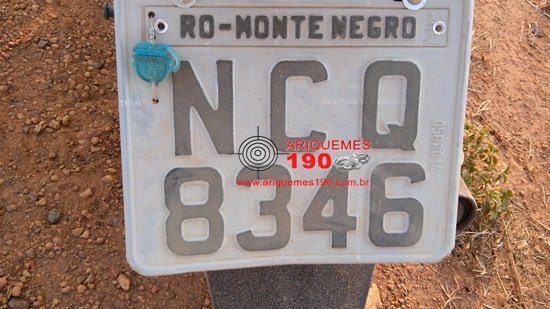 RO-MONTE NEGRO
NCQ
ARIQUEMES
190
www.ariquemes190.com.br
8346